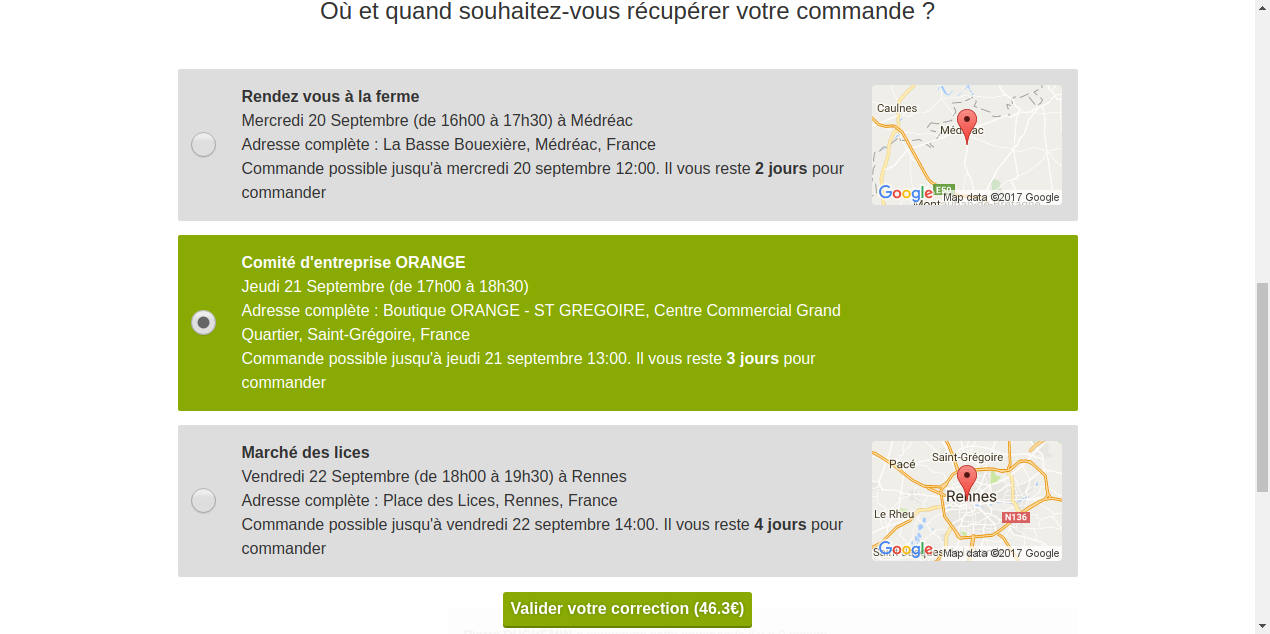 Où et quand souhaitez-vous récupérer votre commande ?
Rendez vous à la ferme
Mercredi 20 Septembre (de 16h00 à 17h30) à Médréac
Adresse complète : La Basse Bouexière, Médréac, France
Commande possible jusqu'à mercredi 20 septembre 12:00. Il vous reste 2 jours pour
commander
Caulnes
Médréac
Google
E50
Map data ©2017 Google
Comité d'entreprise ORANGE
Jeudi 21 Septembre (de 17h00 à 18h30)
Adresse complète : Boutique ORANGE - ST GREGOIRE, Centre Commercial Grand
Quartier, Saint-Grégoire, France
Commande possible jusqu'à jeudi 21 septembre 13:00. Il vous reste 3 jours pour
commander
Marché des lices
Vendredi 22 Septembre (de 18h00 à 19h30) à Rennes
Adresse complète : Place des Lices, Rennes, France
Commande possible jusqu'à vendredi 22 septembre 14:00. Il vous reste 4 jours pour
commander
Saint-Grégoire
Pacé
Rennes
Le Rheu
N136
Google
Map data ©2017 Google
Valider votre correction (46.3€)